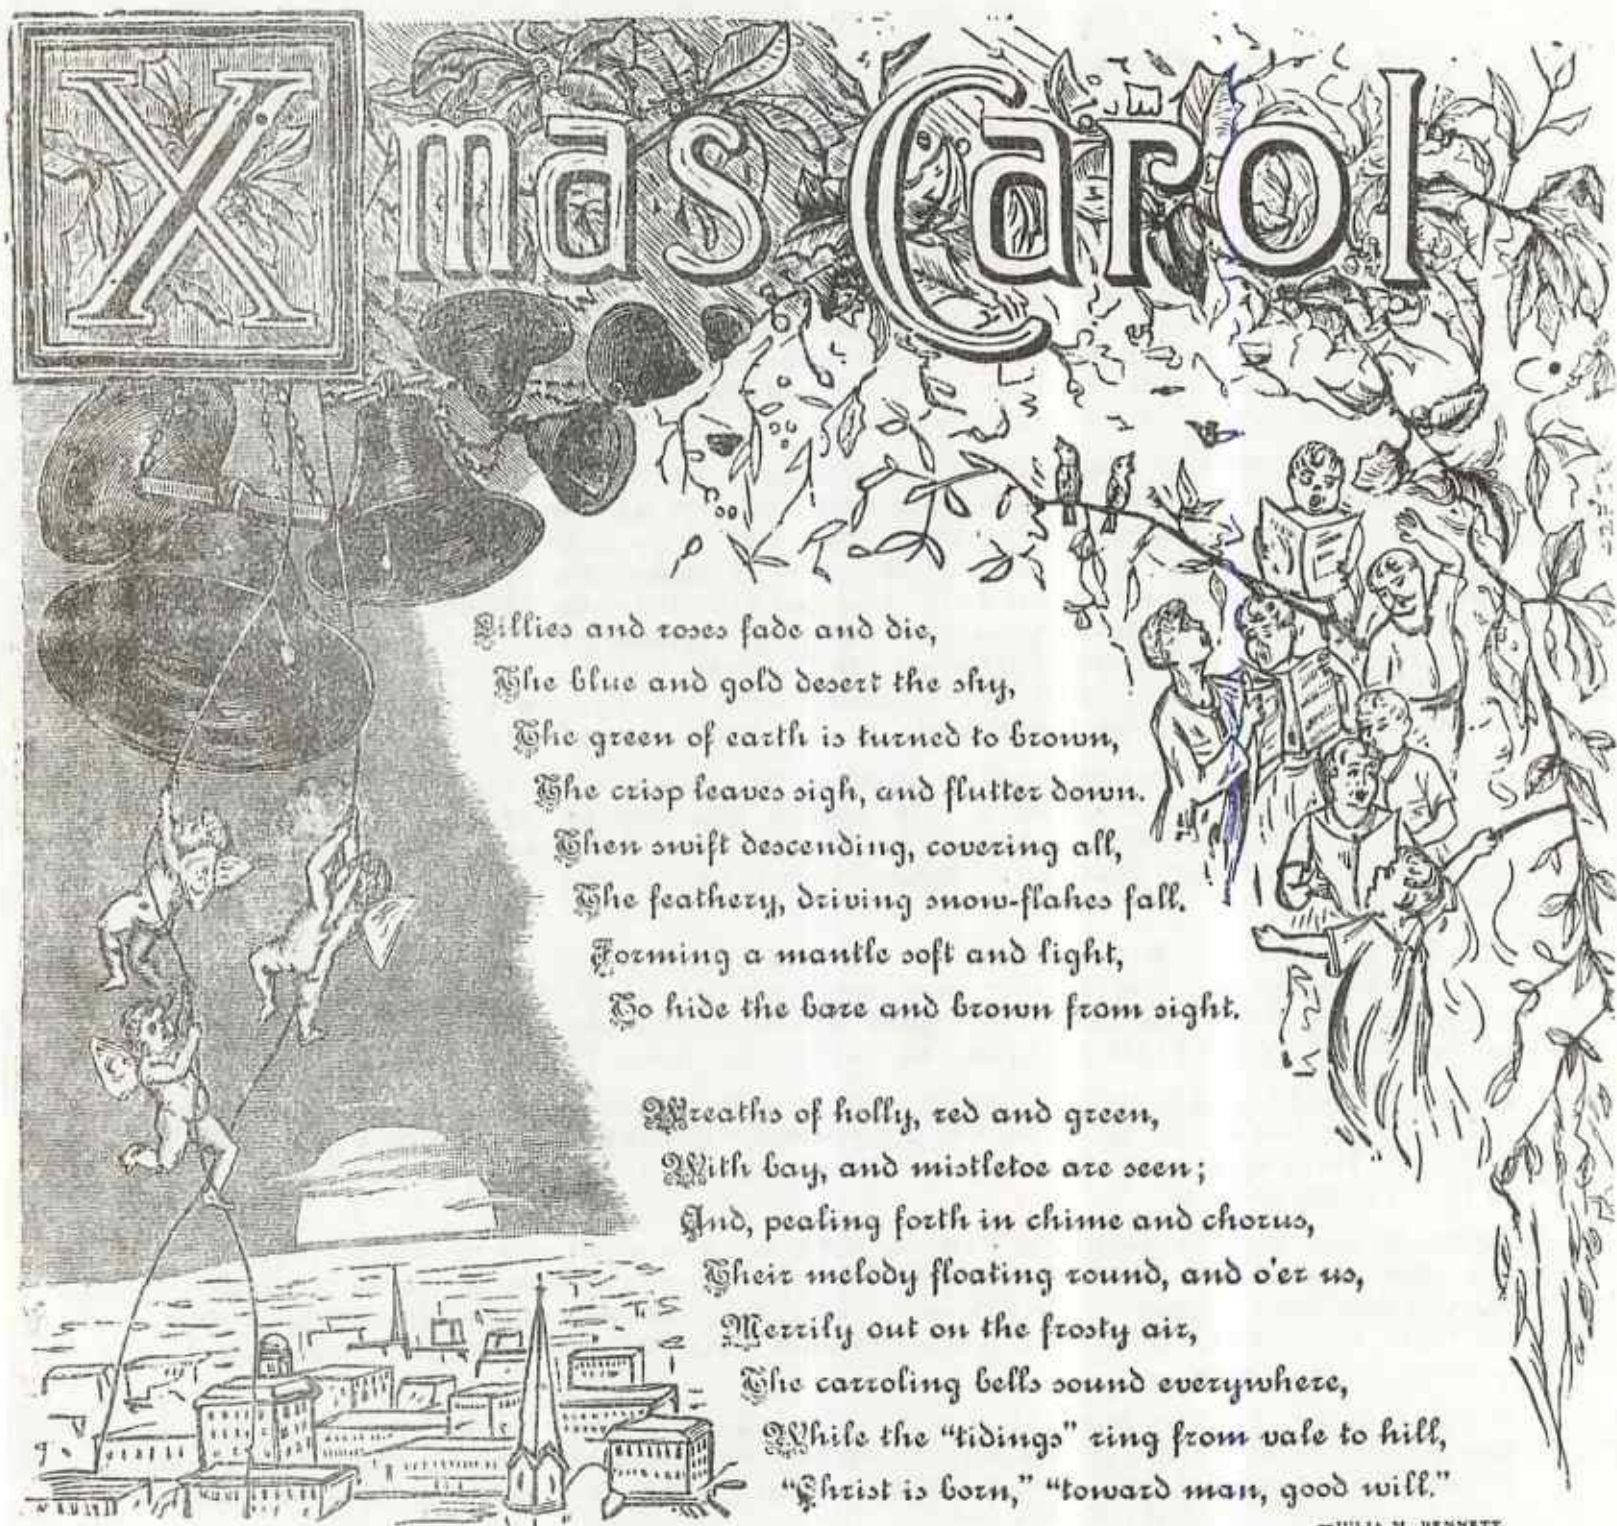 Xmas Carol
Lillies and roses fade and die,
The blue and gold desert the sky,
The green of earth is turned to brown,
The crisp leaves sigh, and flutter down.
Then swift descending, covering all,
The feathery, driving snow-flakes fall.
Forming a mantle soft and light,
To hide the bare and brown from sight.
Wreaths of holly, red and green,
With bay, and mistletoe are seen;
And, pealing forth in chime and chorus,
Their melody floating round, and o'er us,
Merrily out on the frosty air,
The carroling bells sound everywhere,
While the "tidings" ring from vale to hill,
"Christ is born," "toward man, good will."
—JULIA M. BENNETT